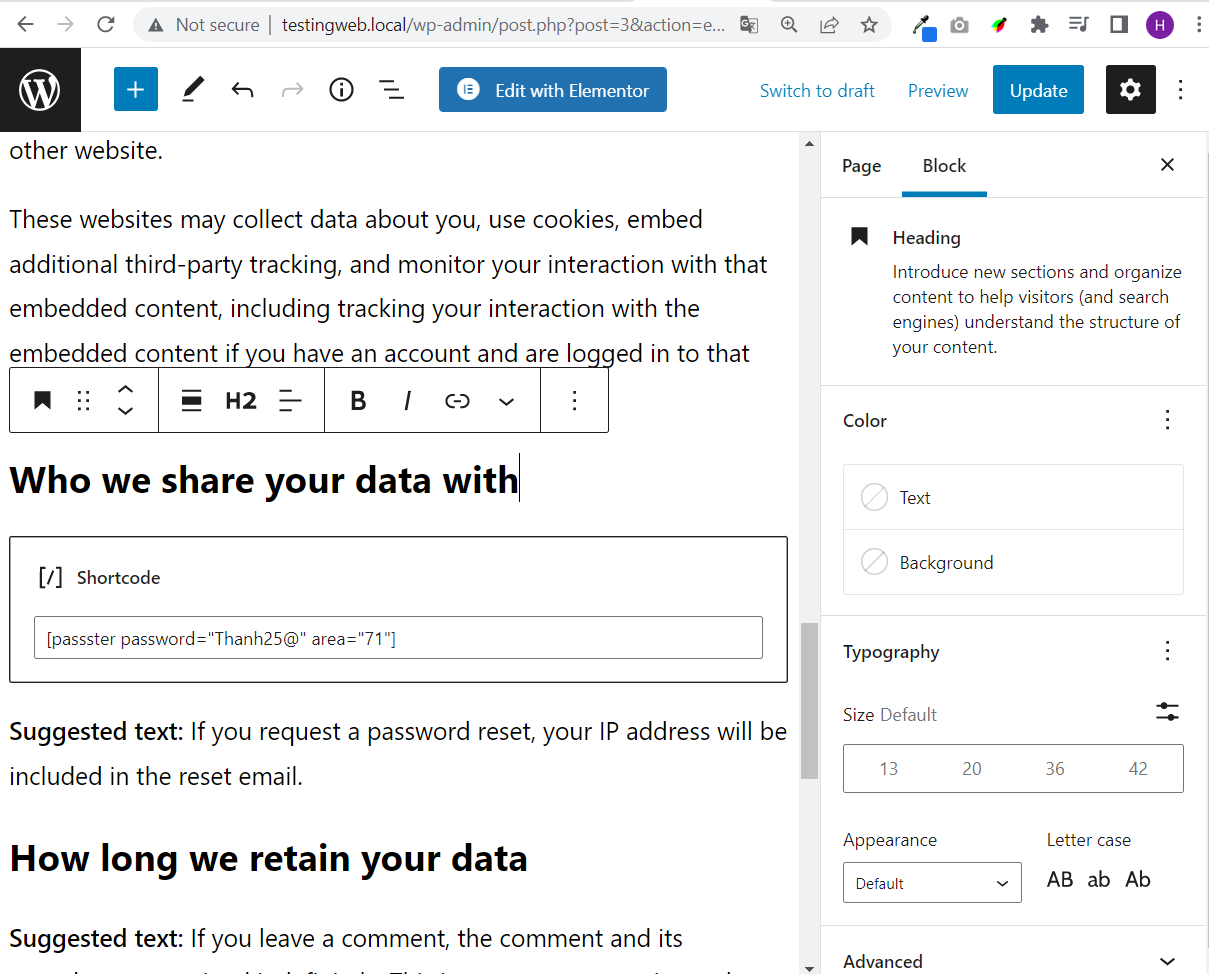 Not secure | testingweb.local/wp-admin/post.php?post=3&action=e...
H
Edit with Elementor
Switch to draft
Preview
Update
other website.
These websites may collect data about you, use cookies, embed
additional third-party tracking, and monitor your interaction with that
embedded content, including tracking your interaction with the
embedded content if you have an account and are logged in to that
H2
B
I
Who we share your data with
[/] Shortcode
[passster password="Thanh25@" area="71"]
Suggested text: If you request a password reset, your IP address will be
included in the reset email.
How long we retain your data
Suggested text: If you leave a comment, the comment and its
Page
Block
Heading
Introduce new sections and organize
content to help visitors (and search
engines) understand the structure of
your content.
Color
Text
Background
Typography
Size Default
13 20 36 42
Appearance
Letter case
Default
AB ab Ab
Advanced